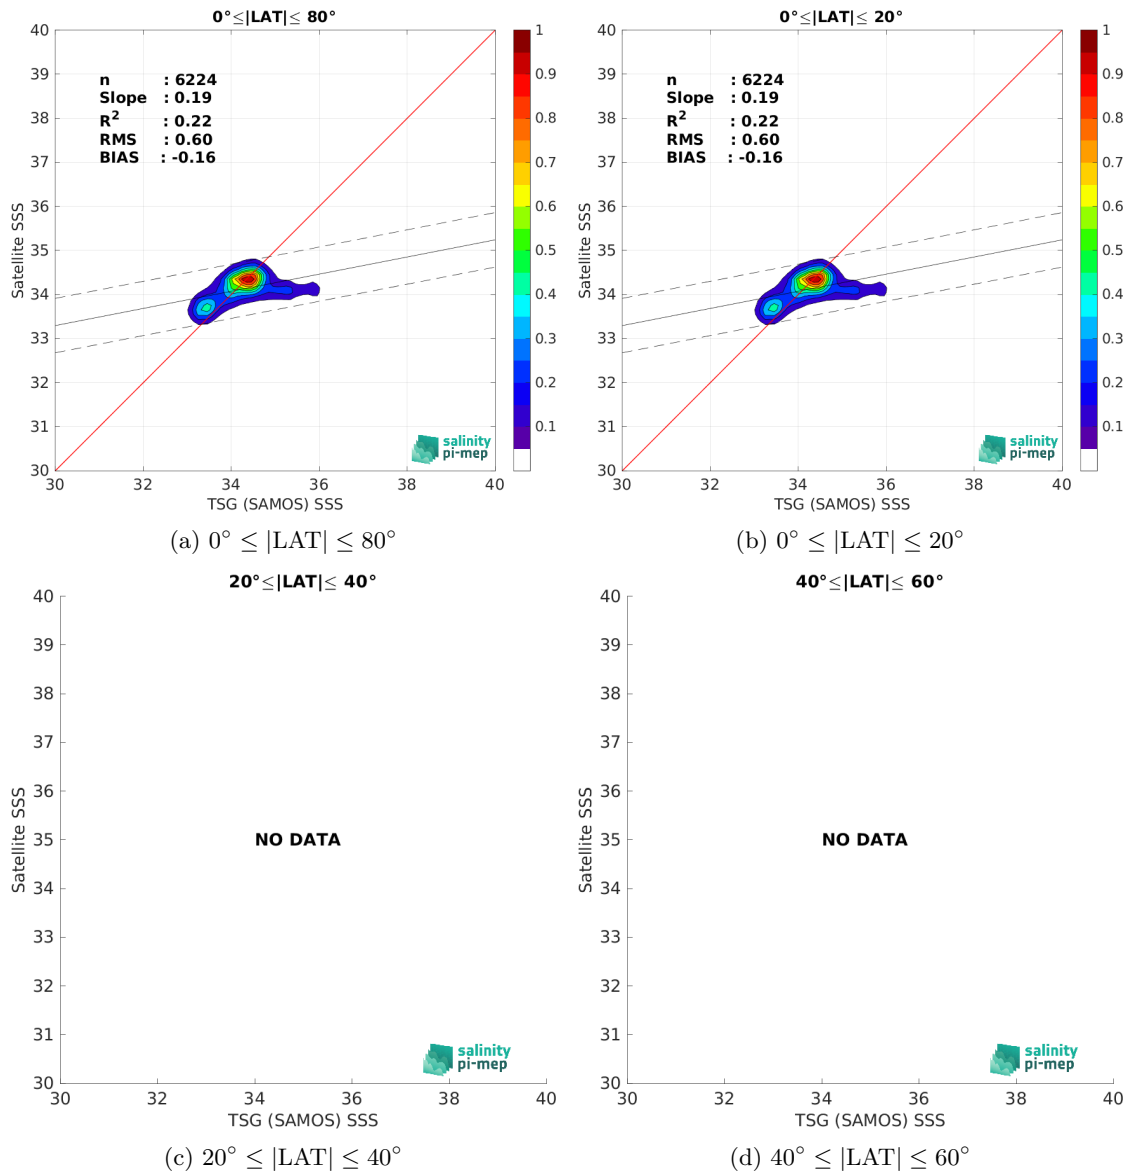 0°≤|LAT|≤ 80°
40
39
38
37
36
35
34
33
32
31
30
Satellite SSS
n : 6224
Slope : 0.19
R² : 0.22
RMS : 0.60
BIAS : -0.16
salinity
pi-mep
30 32 34 36 38 40
TSG (SAMOS) SSS
1
0.9
0.8
0.7
0.6
0.5
0.4
0.3
0.2
0.1
(a) 0° ≤ |LAT| ≤ 80°
0°≤|LAT|≤ 20°
40
39
38
37
36
35
34
33
32
31
30
Satellite SSS
n : 6224
Slope : 0.19
R² : 0.22
RMS : 0.60
BIAS : -0.16
salinity
pi-mep
30 32 34 36 38 40
TSG (SAMOS) SSS
1
0.9
0.8
0.7
0.6
0.5
0.4
0.3
0.2
0.1
(b) 0° ≤ |LAT| ≤ 20°
20°≤|LAT|≤ 40°
40
39
38
37
36
35
34
33
32
31
30
Satellite SSS
NO DATA
salinity
pi-mep
30 32 34 36 38 40
TSG (SAMOS) SSS
(c) 20° ≤ |LAT| ≤ 40°
40°≤|LAT|≤ 60°
40
39
38
37
36
35
34
33
32
31
30
Satellite SSS
NO DATA
salinity
pi-mep
30 32 34 36 38 40
TSG (SAMOS) SSS
(d) 40° ≤ |LAT| ≤ 60°